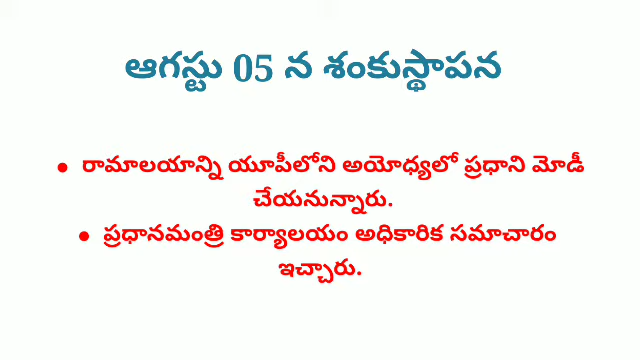 ఆగస్టు 05 న శంకుస్థాపన
• రామాలయాన్ని యూపీలోని అయోధ్యలో ప్రధాని మోడీ
చేయనున్నారు.
• ప్రధానమంత్రి కార్యాలయం అధికారిక సమాచారం
ఇచ్చారు.